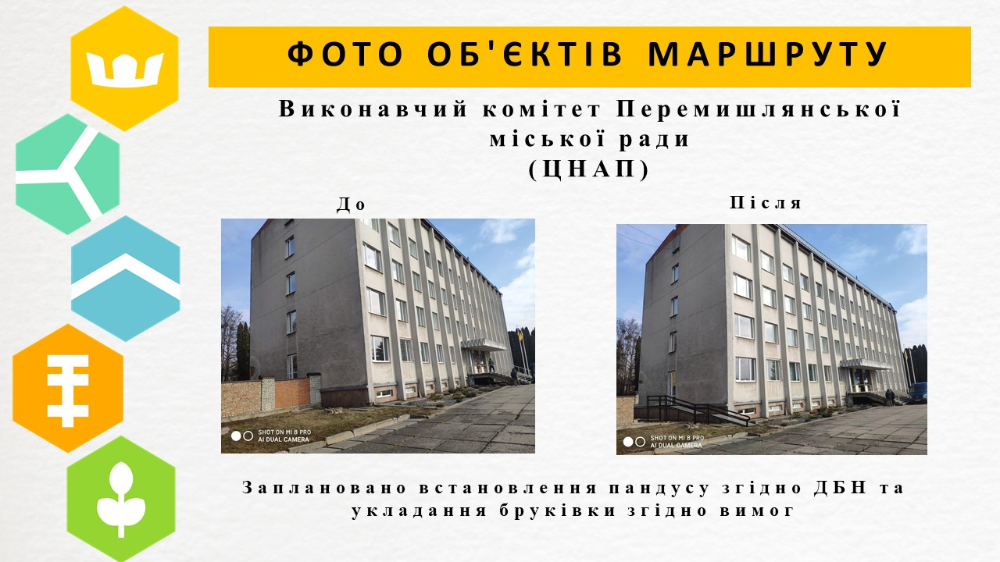 ФОТО ОБ'ЄКТІВ МАРШРУТУ
Виконавчий комітет Перемишлянської
міської ради
(ЦНАП)
До
Після
SHOT ON MI 8 PRO
AI DUAL CAMERA
SHOT ON MI 8 PRO
AI DUAL CAMERA
Заплановано встановлення пандусу згідно ДБН та
укладання бруківки згідно вимог